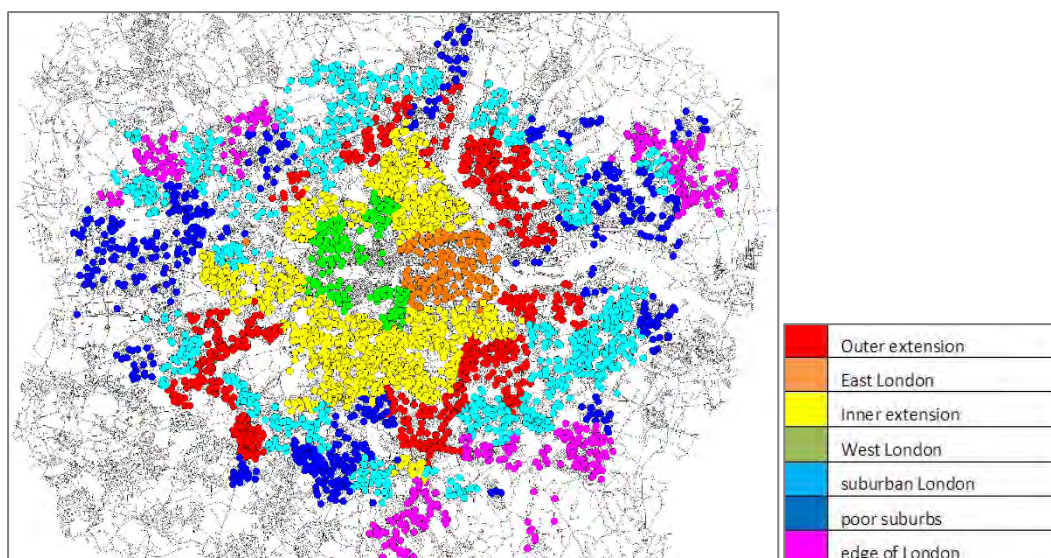 Outer extension
East London
Inner extension
West London
suburban London
poor suburbs
edge of London